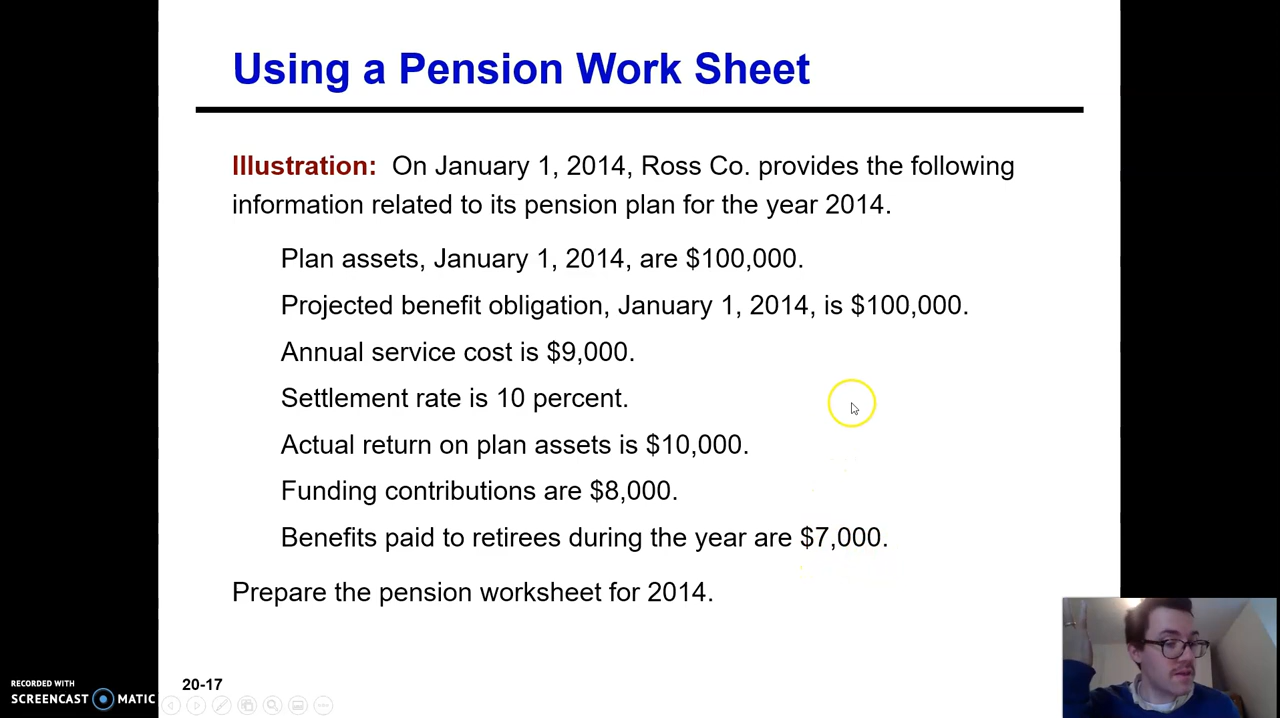 Using a Pension Work Sheet
Illustration: On January 1, 2014, Ross Co. provides the following
information related to its pension plan for the year 2014.
Plan assets, January 1, 2014, are $100,000.
Projected benefit obligation, January 1, 2014, is $100,000.
Annual service cost is $9,000.
Settlement rate is 10 percent.
Actual return on plan assets is $10,000.
Funding contributions are $8,000.
Benefits paid to retirees during the year are $7,000.
Prepare the pension worksheet for 2014.
20-17
RECORDED WITH
SCREENCAST MATIC